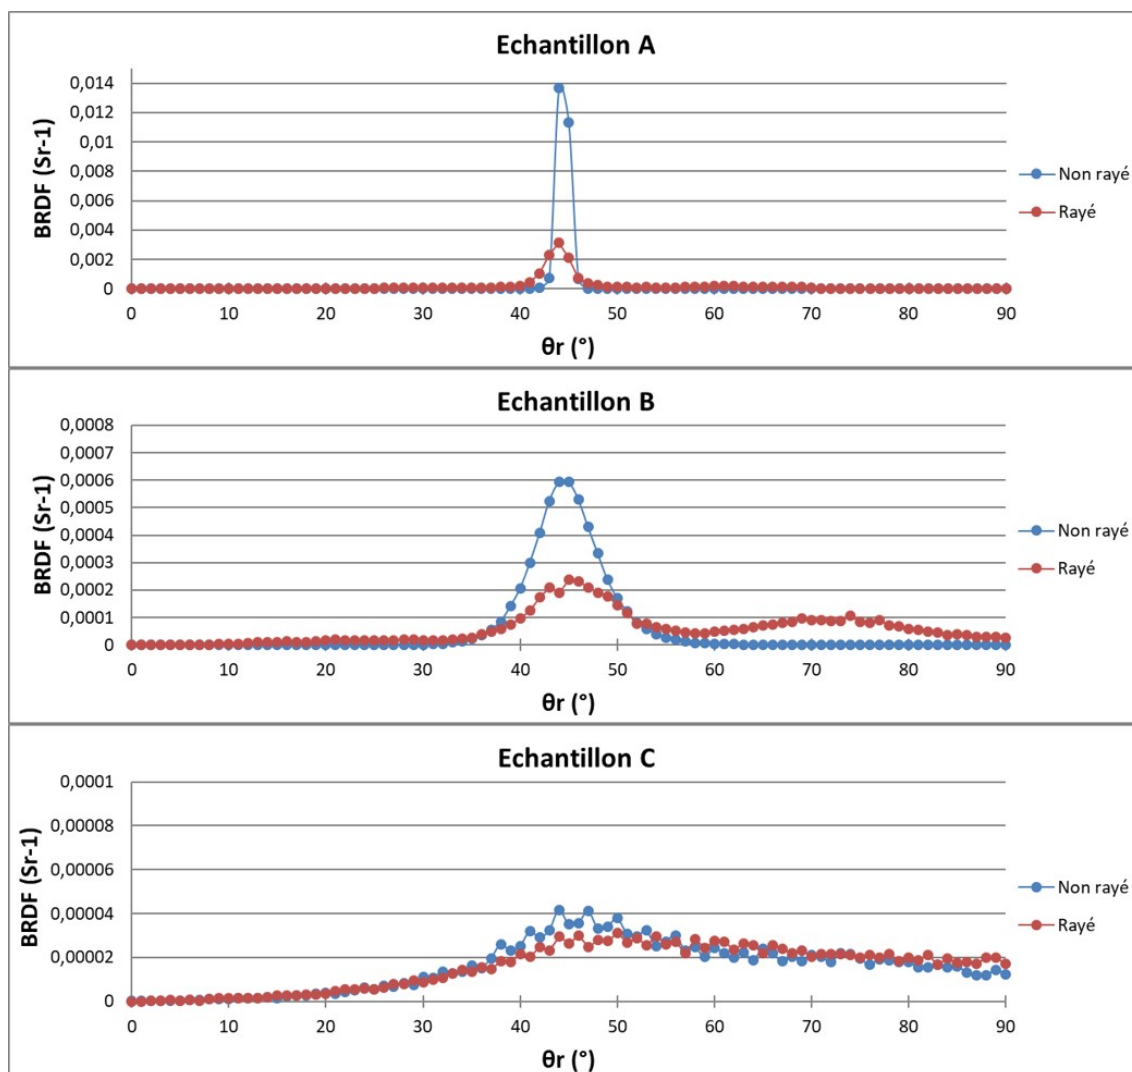 Echantillon A
BRDF (Sr-1)
0,014
0,012
0,01
0,008
0,006
0,004
0,002
0
0 10 20 30 40 50 60 70 80 90
θr (°)
Non rayé
Rayé
Echantillon B
BRDF (Sr-1)
0,0008
0,0007
0,0006
0,0005
0,0004
0,0003
0,0002
0,0001
0
0 10 20 30 40 50 60 70 80 90
θr (°)
Non rayé
Rayé
Echantillon C
BRDF (Sr-1)
0,0001
0,00008
0,00006
0,00004
0,00002
0
0 10 20 30 40 50 60 70 80 90
θr (°)
Non rayé
Rayé